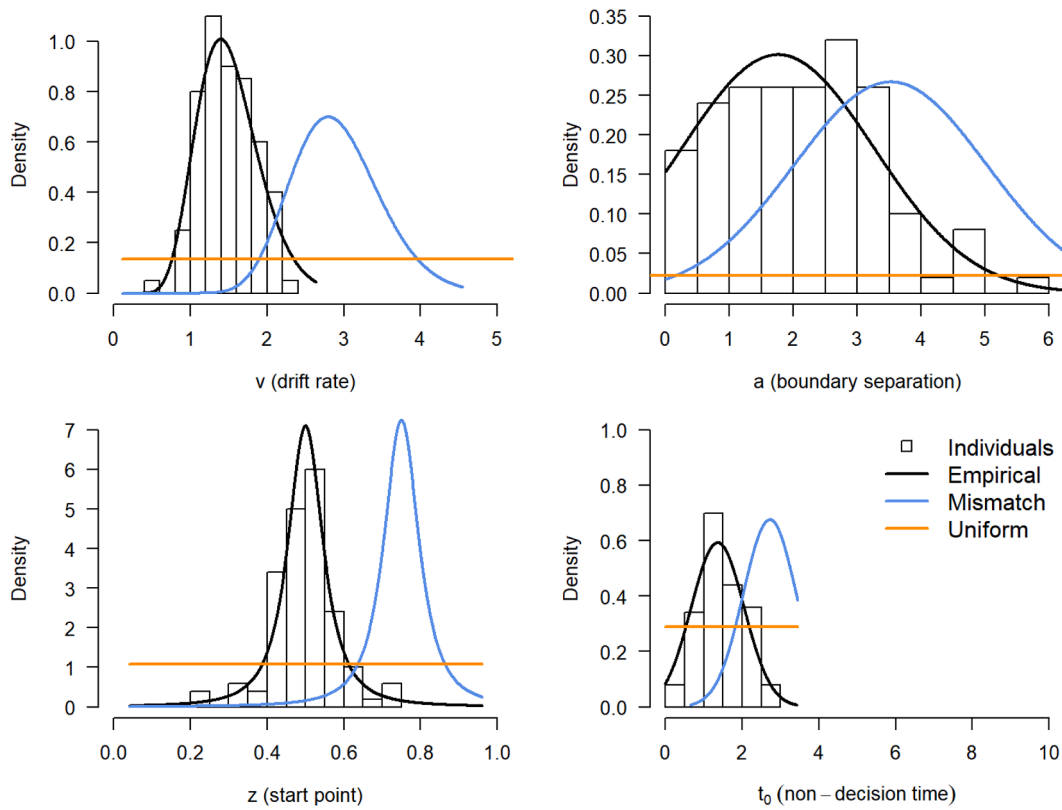 Density
1.0
0.8
0.6
0.4
0.2
0.0
0 1 2 3 4 5
v (drift rate)
Density
0.35
0.30
0.25
0.20
0.15
0.10
0.05
0.00
0 1 2 3 4 5 6
a (boundary separation)
Density
7
6
5
4
3
2
1
0
0.0 0.2 0.4 0.6 0.8 1.0
z (start point)
Density
1.0
0.8
0.6
0.4
0.2
0.0
Individuals
Empirical
Mismatch
Uniform
0 2 4 6 8 10
t₀ (non − decision time)